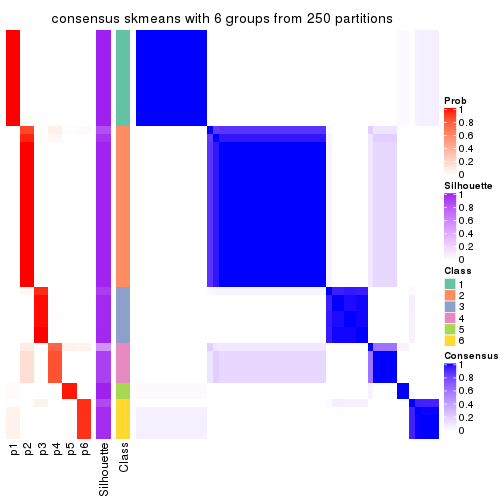 consensus skmeans with 6 groups from 250 partitions
Prob
1
0.8
0.6
0.4
0.2
0
Silhouette
1
0.8
0.6
0.4
0.2
0
Class
1
2
3
4
5
6
Consensus
1
0.8
0.6
0.4
0.2
0
p1
p2
p3
p4
p5
p6
Silhouette
Class